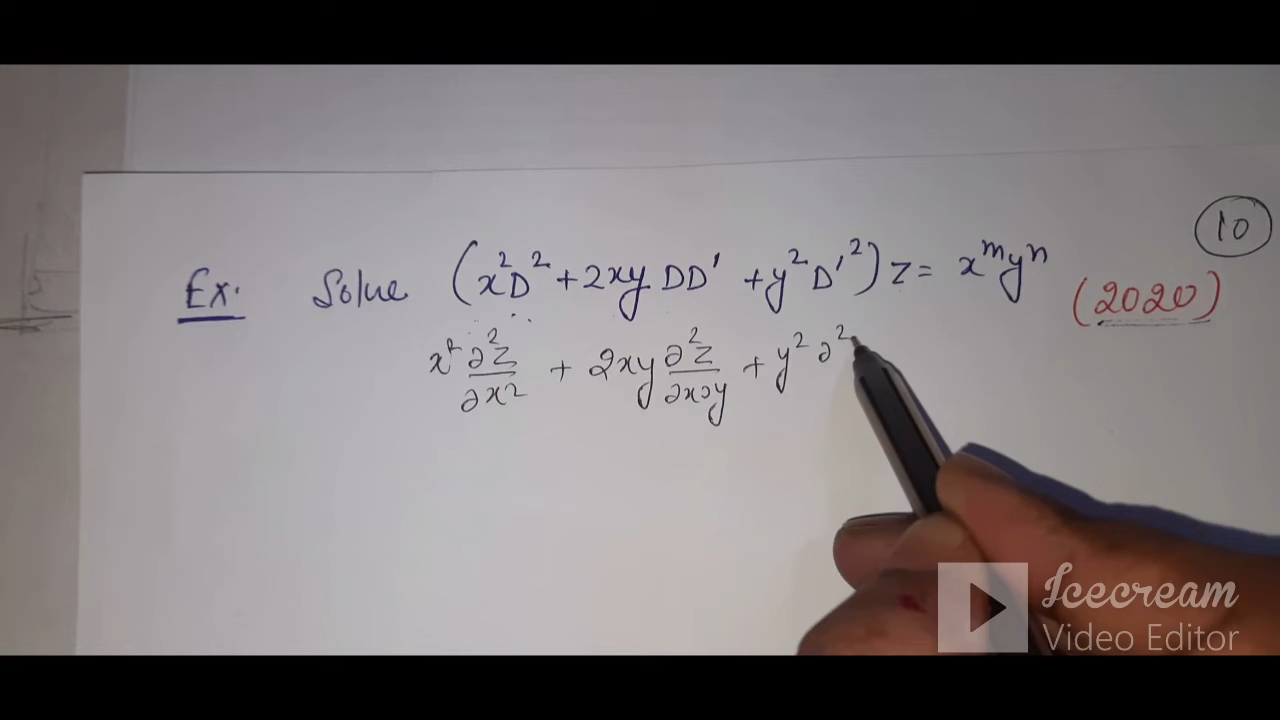 10
Ex. Solve (x²D² + 2xy DD' + y²D'²) z = x^m y^n
(2020)
x² ∂²z/∂x² + 2xy ∂²z/∂x∂y + y² ∂²
Icecream
Video Editor